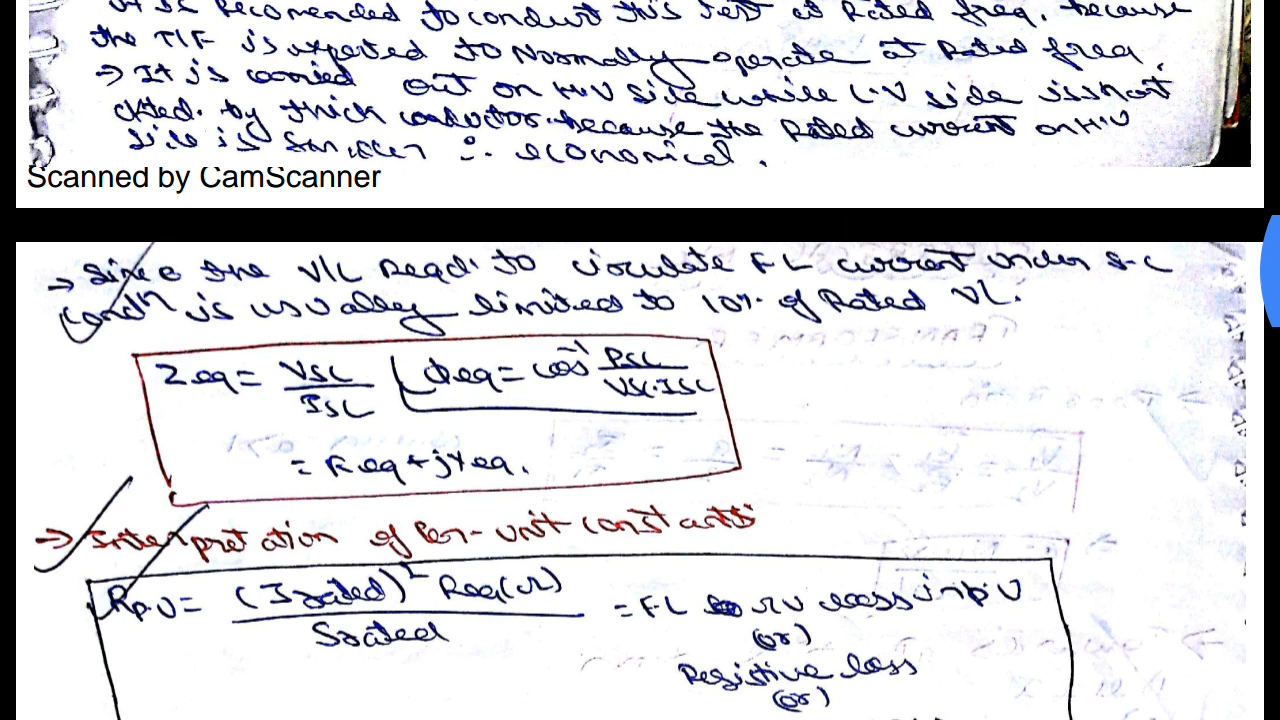 it is Recomended to conduct this test at Rated freq. because
the T/F is expected to Normally operate at Rated freq
→ It is carried out on H.V side while L.V side is short
ckted. by thick conductor. because the Rated current on H.V
side is smaller ∴ economical.
Scanned by CamScanner
→ Since the V/L Reqd. to circulate FL current under S-C
condn is usually limited to 10% of Rated V/L.
Zeq = VSC/ISC ∠Φeq = cos⁻¹ PSC/VSC.ISC
= Req + jXeq.
→ Interpretation of Per-unit constants
Rp.U = (Irated)² Req(Ω) / Srated = FL loss in p.U
(or)
Resistive loss
(or)